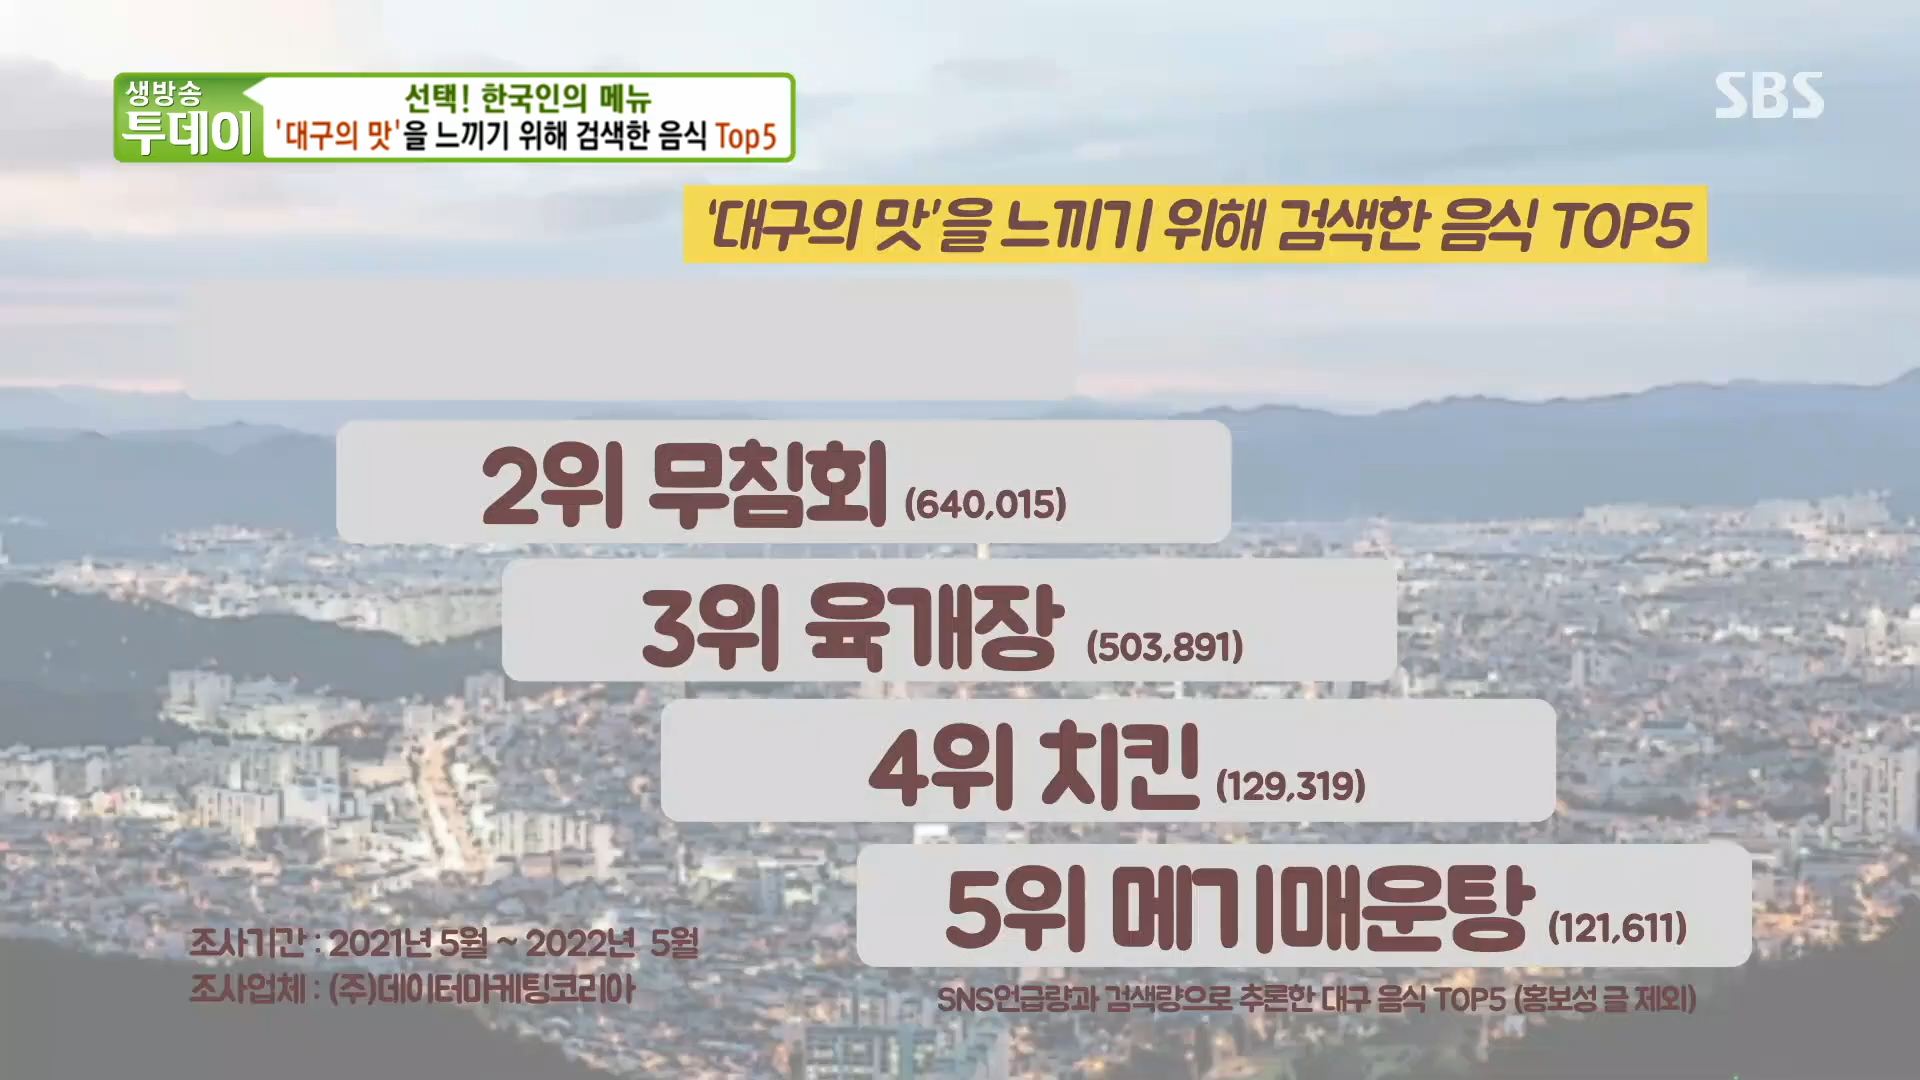 생방송
투데이
선택! 한국인의 메뉴
'대구의 맛'을 느끼기 위해 검색한 음식 Top5
SBS
‘대구의 맛’을 느끼기 위해 검색한 음식 TOP5
2위 무침회 (640,015)
3위 육개장 (503,891)
4위 치킨 (129,319)
5위 메기매운탕 (121,611)
조사기간 : 2021년 5월 ~ 2022년 5월
조사업체 : (주)데이터마케팅코리아
SNS언급량과 검색량으로 추론한 대구 음식 TOP5 (홍보성 글 제외)